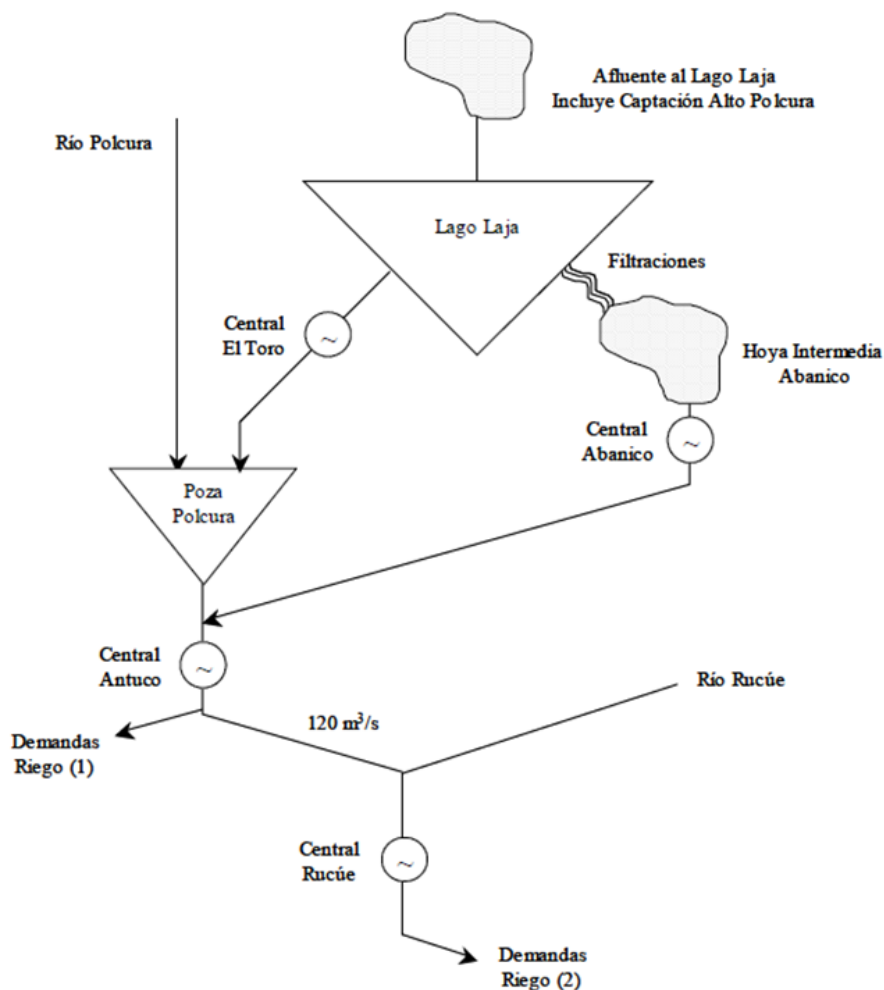 Afluente al Lago Laja
Incluye Captación Alto Polcura
Río Polcura
Lago Laja
Filtraciones
Central
El Toro
Hoya Intermedia
Abanico
Central
Abanico
Poza
Polcura
Central
Antuco
Río Rucúe
120 m³/s
Demandas
Riego (1)
Central
Rucúe
Demandas
Riego (2)